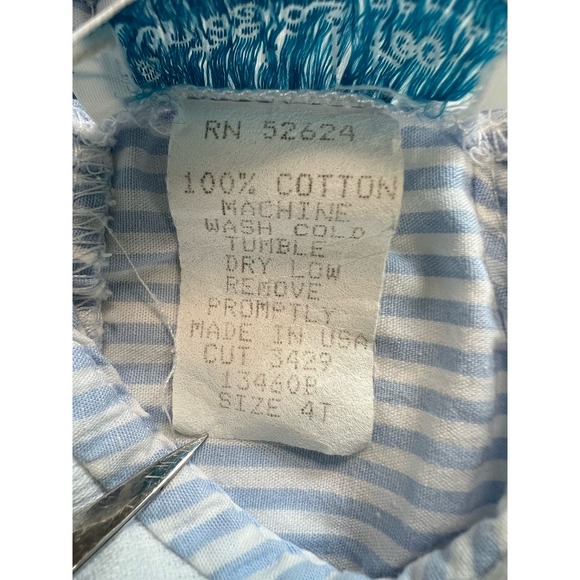 RN 52624
100% COTTON
MACHINE
WASH COLD
TUMBLE
DRY LOW
REMOVE
PROMPTLY
MADE IN USA
CUT 3429
13460P
SIZE 4T